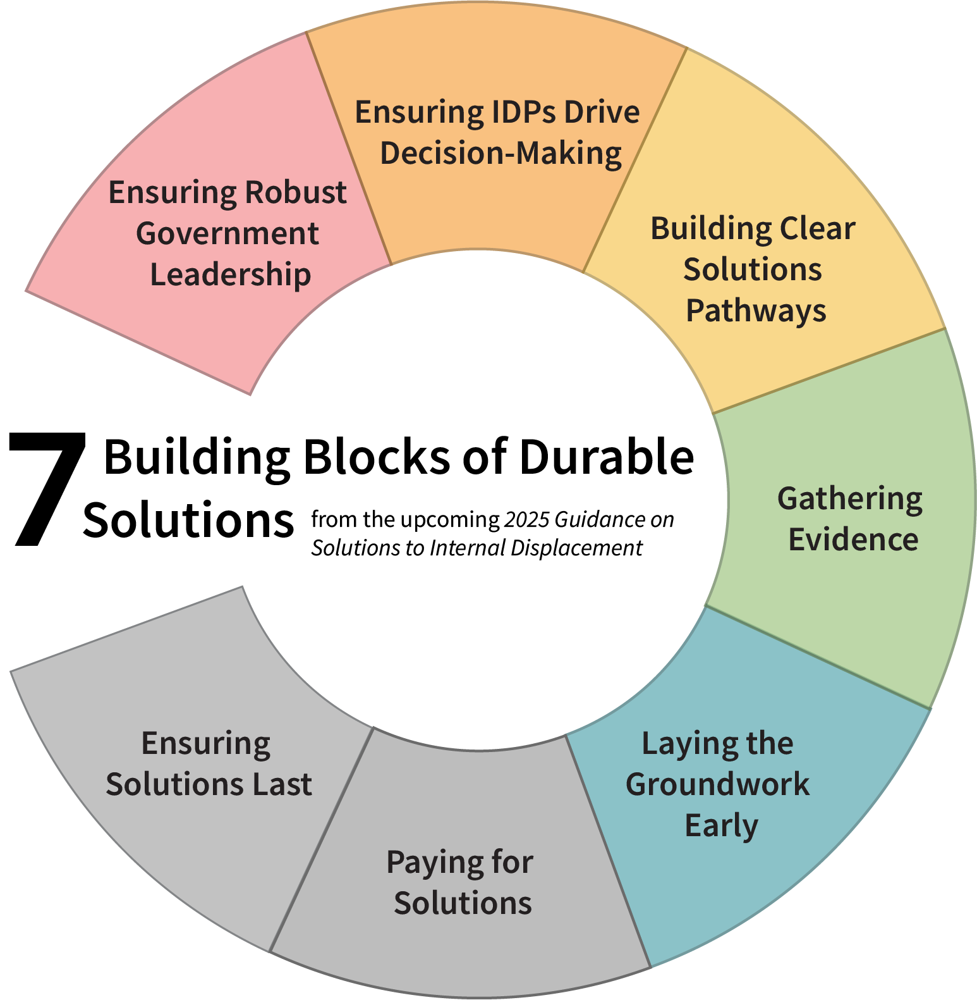 Ensuring Robust
Government
Leadership
Ensuring IDPs Drive
Decision-Making
Building Clear
Solutions
Pathways
Gathering
Evidence
Laying the
Groundwork
Early
Paying for
Solutions
Ensuring
Solutions Last
7 Building Blocks of Durable
Solutions
from the upcoming 2025 Guidance on
Solutions to Internal Displacement